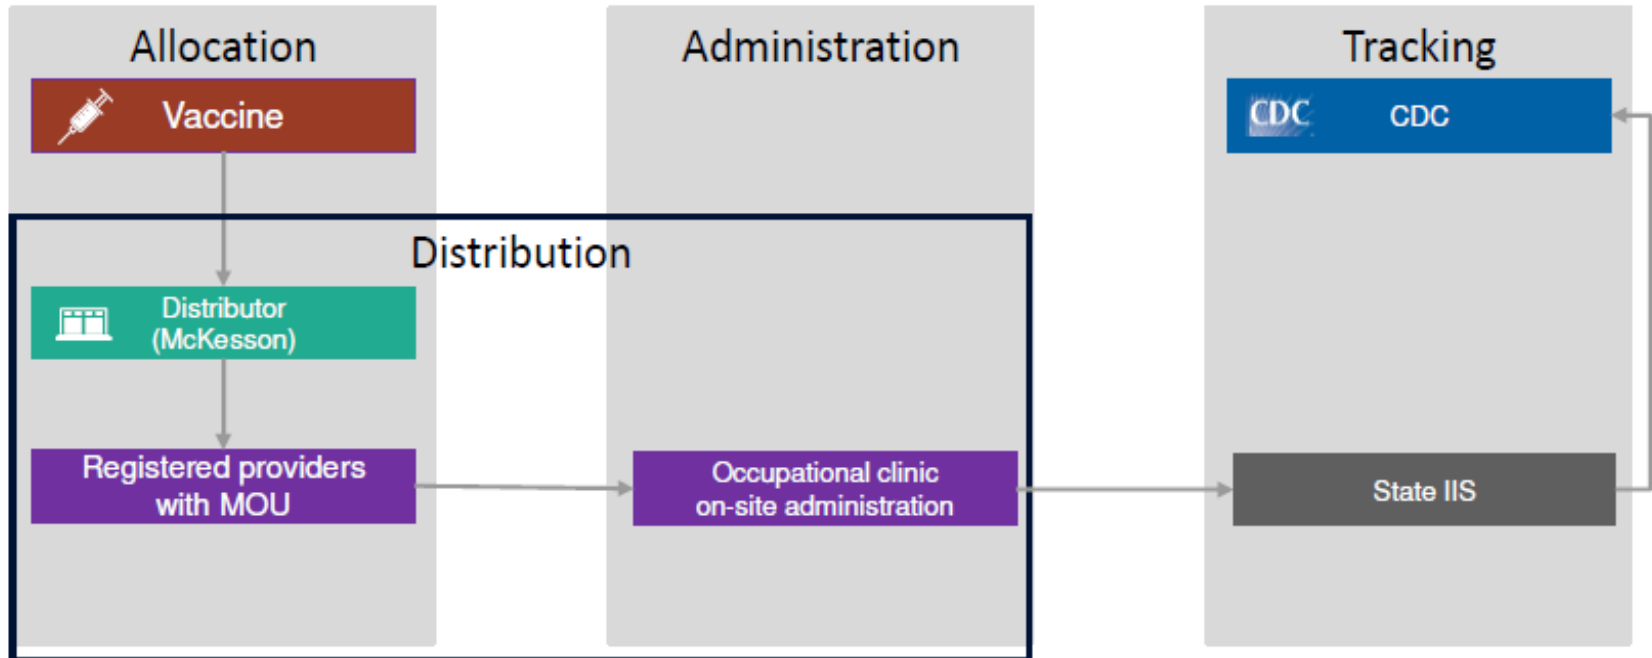 Allocation
Administration
Tracking
Vaccine
CDC CDC
Distribution
Distributor
(McKesson)
Registered providers
with MOU
Occupational clinic
on-site administration
State IIS